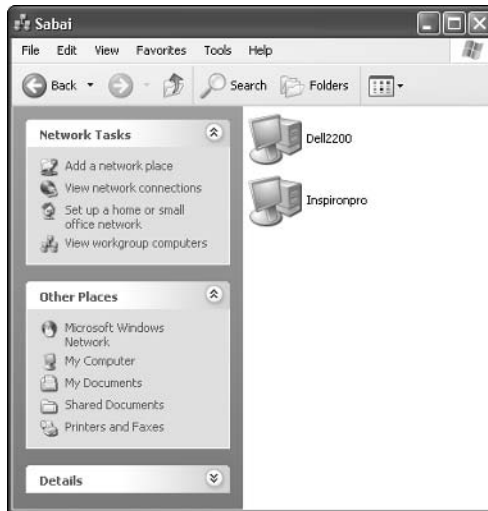 Sabai
File Edit View Favorites Tools Help
Back Search Folders
Network Tasks
Add a network place
View network connections
Set up a home or small
office network
View workgroup computers
Other Places
Microsoft Windows
Network
My Computer
My Documents
Shared Documents
Printers and Faxes
Details
Dell2200
Inspironpro